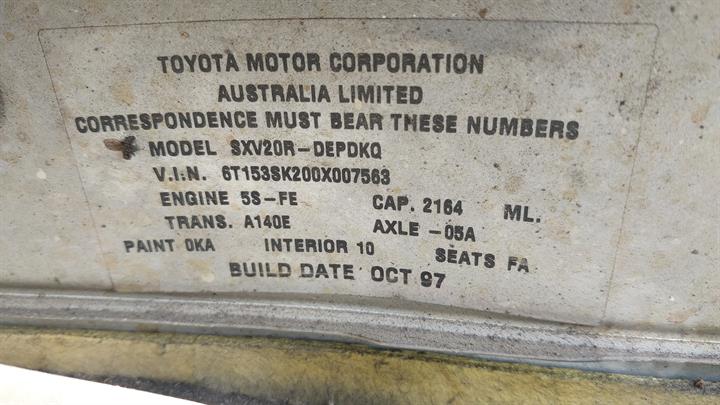 TOYOTA MOTOR CORPORATION
AUSTRALIA LIMITED
CORRESPONDENCE MUST BEAR THESE NUMBERS
MODEL SXV20R-DEPDKQ
V.I.N. 6T153SK200X007563
ENGINE 5S-FE CAP. 2164 ML.
TRANS. A140E AXLE -05A
PAINT 0KA INTERIOR 10 SEATS FA
BUILD DATE OCT 97